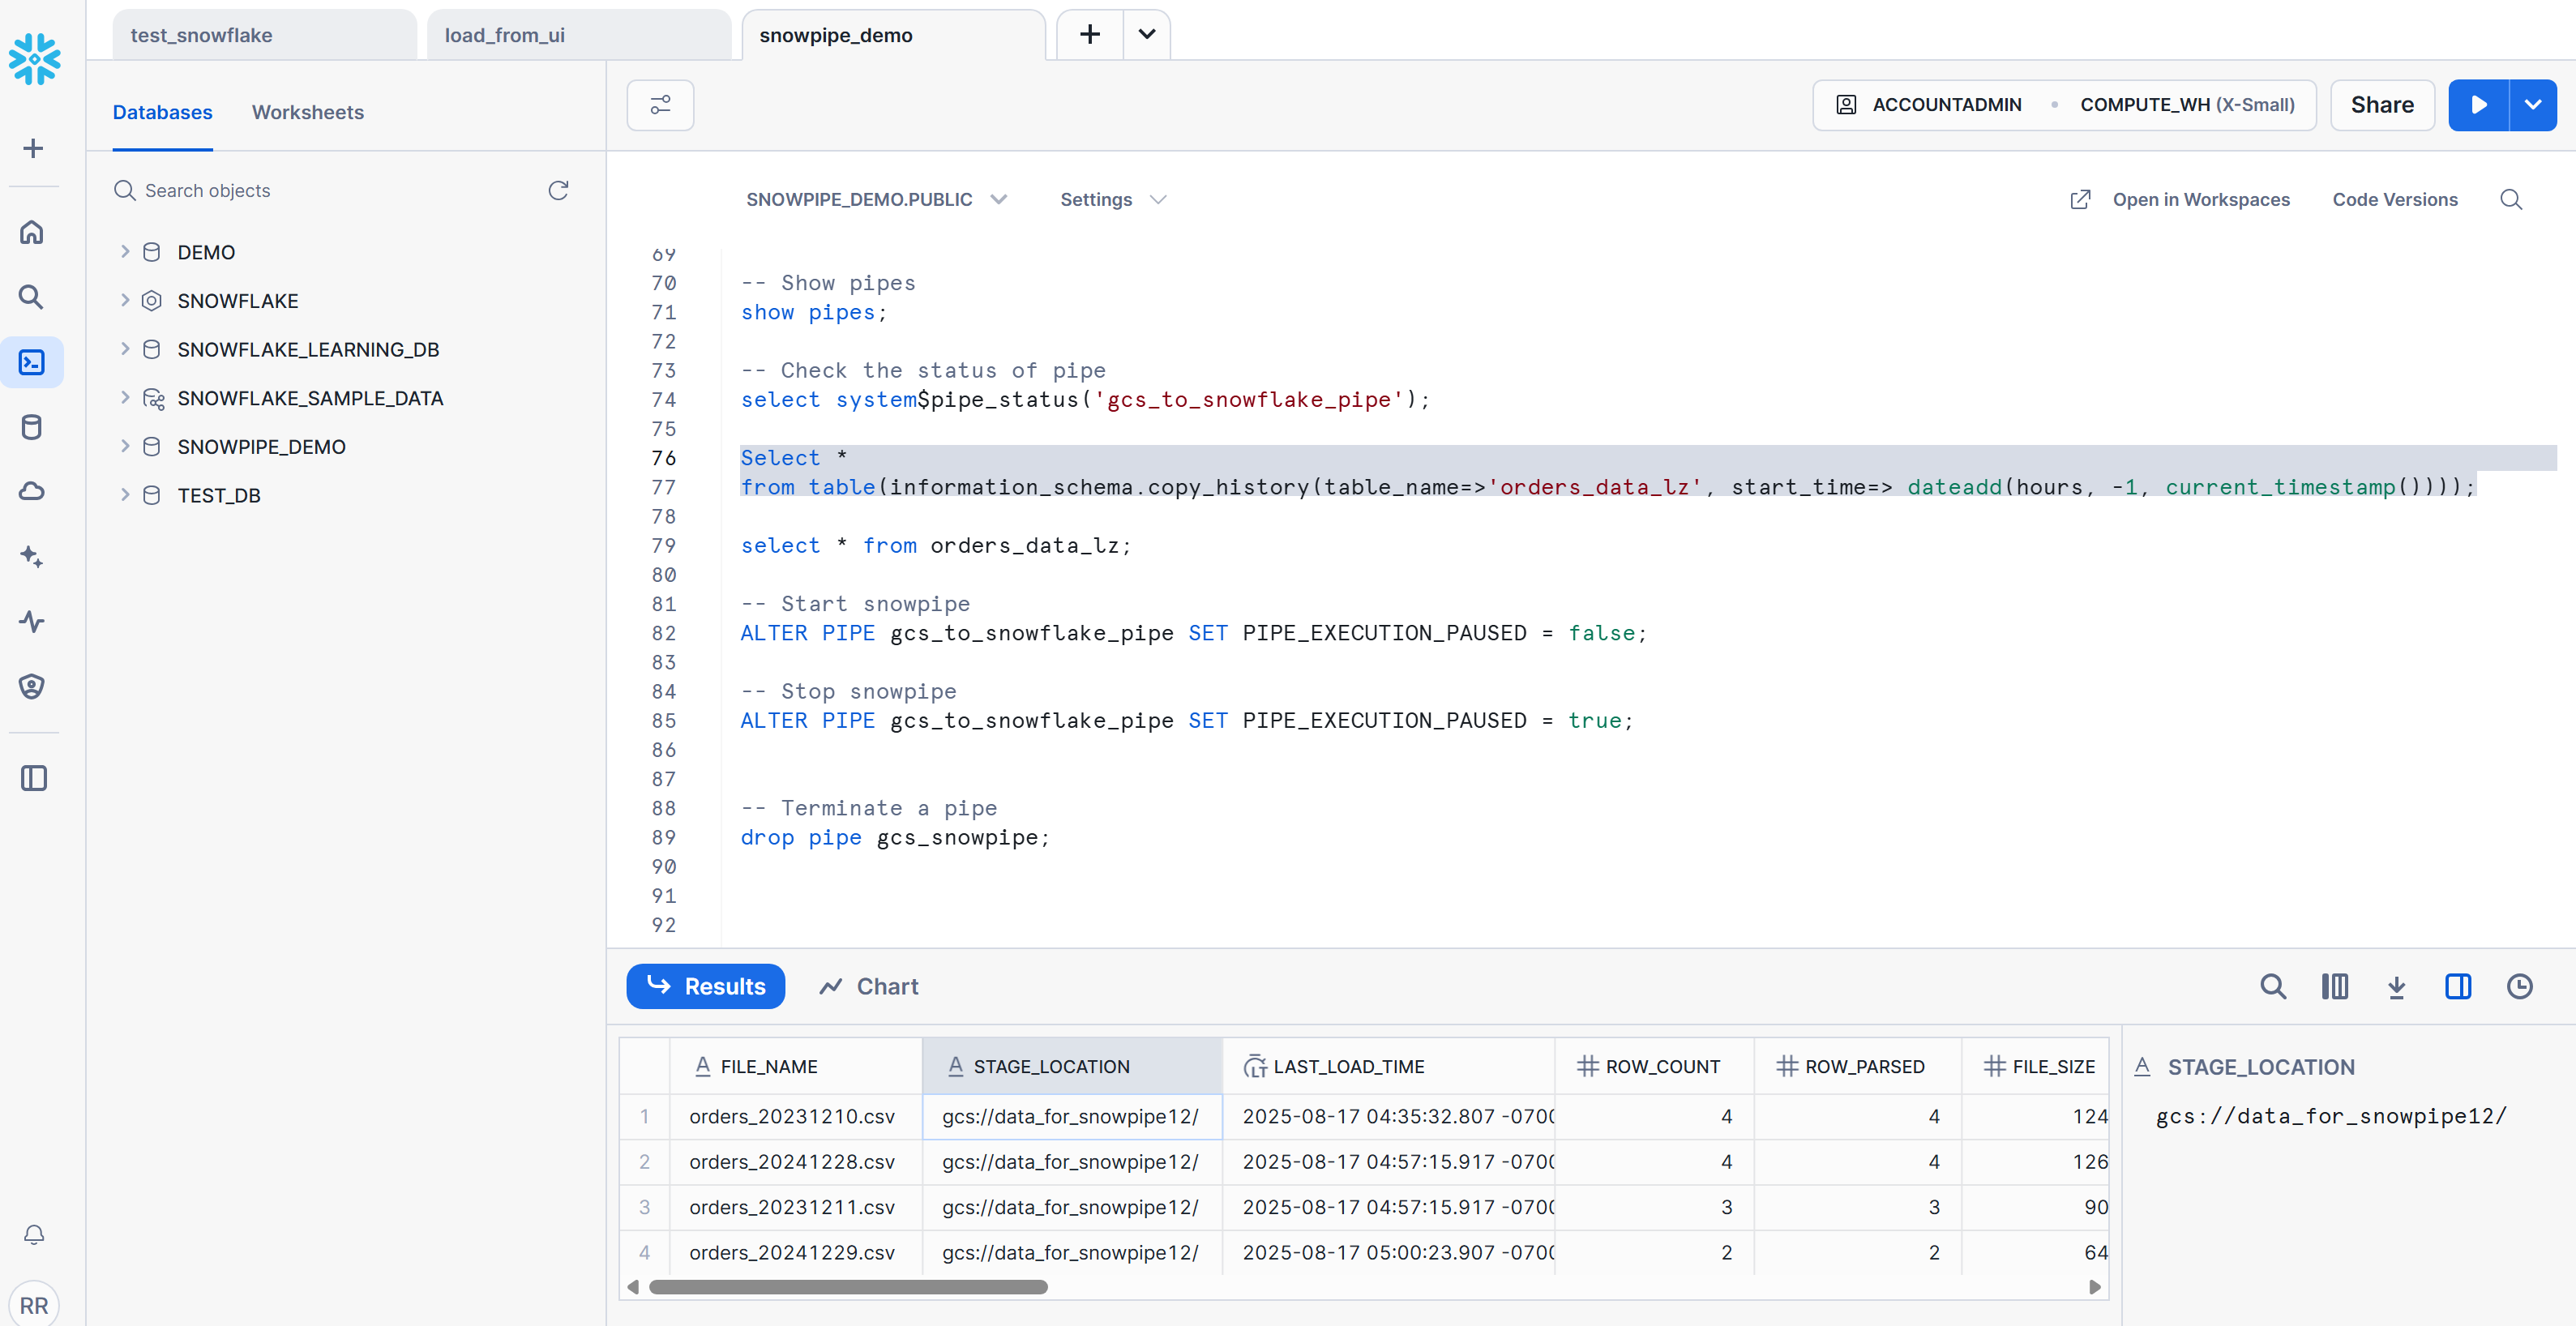 test_snowflake
load_from_ui
snowpipe_demo
Databases
Worksheets
ACCOUNTADMIN
COMPUTE_WH (X-Small)
Share
Search objects
DEMO
SNOWFLAKE
SNOWFLAKE_LEARNING_DB
SNOWFLAKE_SAMPLE_DATA
SNOWPIPE_DEMO
TEST_DB
RR
SNOWPIPE_DEMO.PUBLIC
Settings
Open in Workspaces
Code Versions
69
70 -- Show pipes
71 show pipes;
72
73 -- Check the status of pipe
74 select system$pipe_status('gcs_to_snowflake_pipe');
75
76 Select *
77 from table(information_schema.copy_history(table_name=>'orders_data_lz', start_time=> dateadd(hours, -1, current_timestamp())));
78
79 select * from orders_data_lz;
80
81 -- Start snowpipe
82 ALTER PIPE gcs_to_snowflake_pipe SET PIPE_EXECUTION_PAUSED = false;
83
84 -- Stop snowpipe
85 ALTER PIPE gcs_to_snowflake_pipe SET PIPE_EXECUTION_PAUSED = true;
86
87
88 -- Terminate a pipe
89 drop pipe gcs_snowpipe;
90
91
92
Results
Chart
FILE_NAME STAGE_LOCATION LAST_LOAD_TIME ROW_COUNT ROW_PARSED FILE_SIZE
1 orders_20231210.csv gcs://data_for_snowpipe12/ 2025-08-17 04:35:32.807 -0700 4 4 124
2 orders_20241228.csv gcs://data_for_snowpipe12/ 2025-08-17 04:57:15.917 -0700 4 4 126
3 orders_20231211.csv gcs://data_for_snowpipe12/ 2025-08-17 04:57:15.917 -0700 3 3 90
4 orders_20241229.csv gcs://data_for_snowpipe12/ 2025-08-17 05:00:23.907 -0700 2 2 64
STAGE_LOCATION
gcs://data_for_snowpipe12/